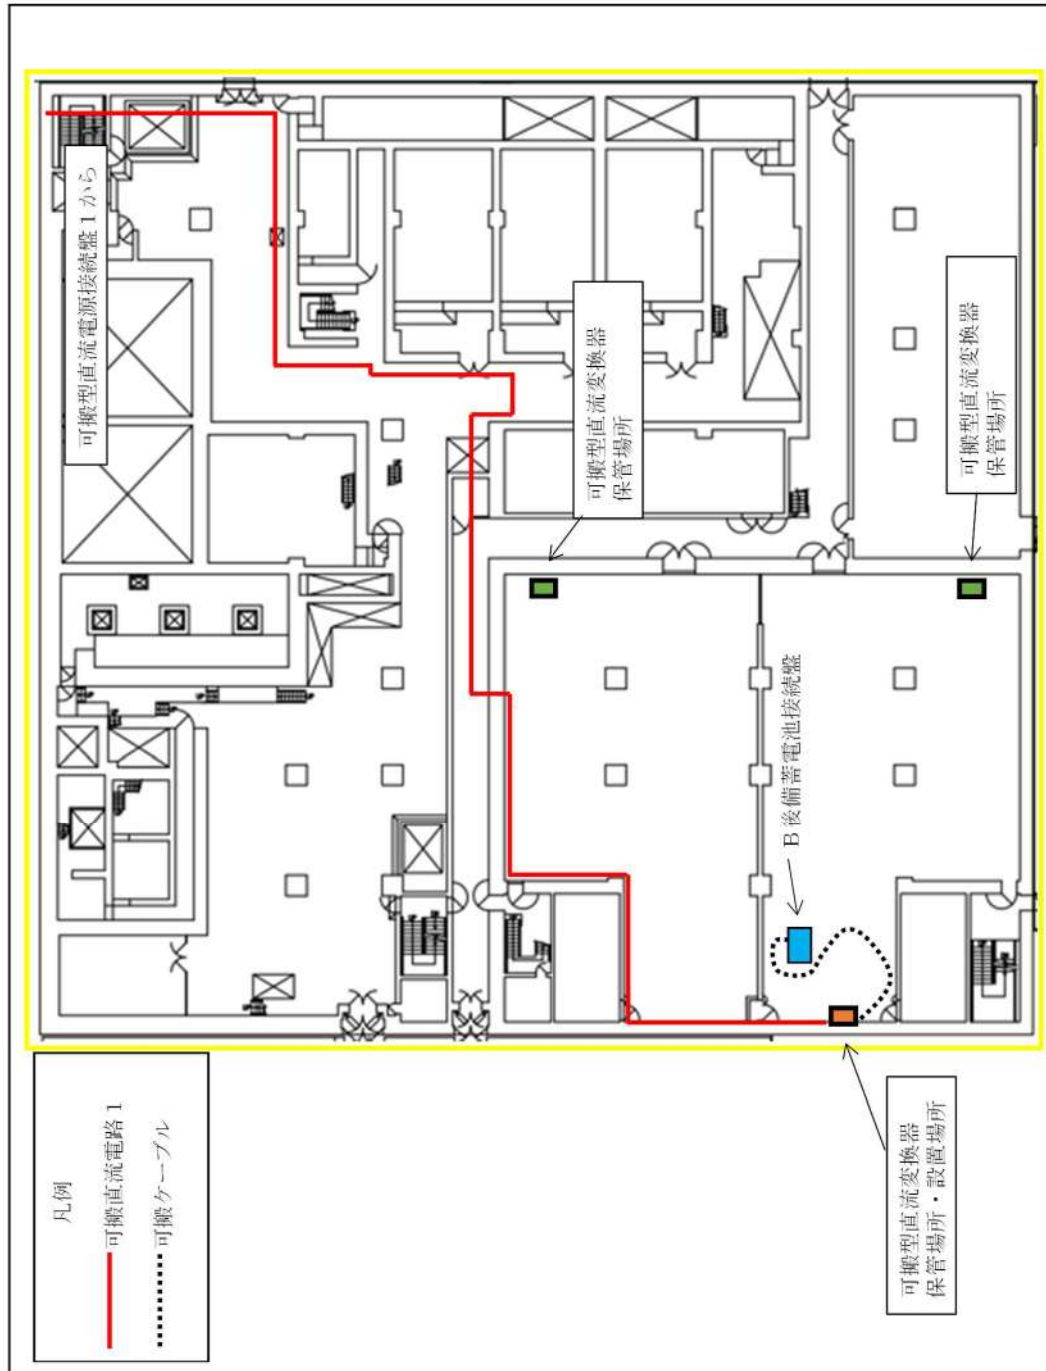 凡例
可搬直流電路 1
可搬ケーブル
可搬型直流電源接続盤 1 から
可搬型直流変換器
保管場所
可搬型直流変換器
保管場所
B 後備蓄電池接続盤
可搬型直流変換器
保管場所・設置場所